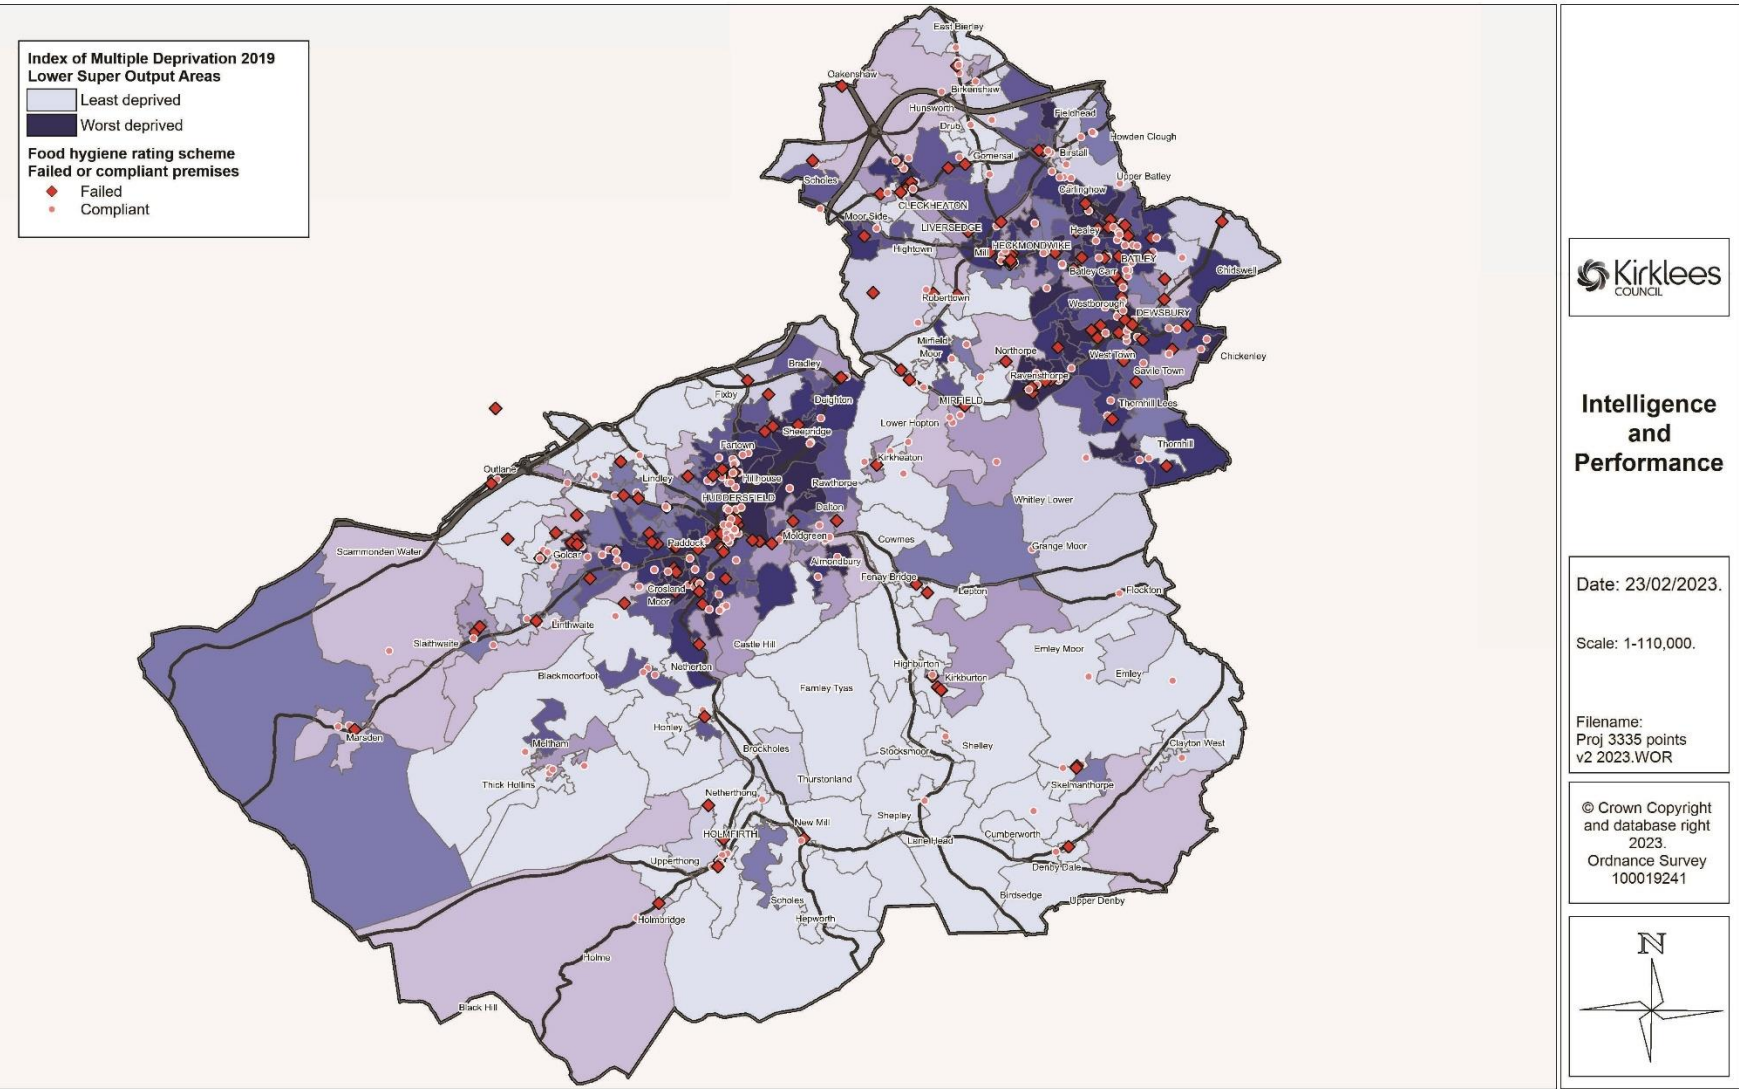 Index of Multiple Deprivation 2019
Lower Super Output Areas
Least deprived
Worst deprived
Food hygiene rating scheme
Failed or compliant premises
Failed
Compliant
East Bierley
Oakenshaw
Birkenshaw
Hunsworth
Fieldhead
Drub
Howden Clough
Birstall
Gomersal
Scholes
Upper Batley
Carlinghow
CLECKHEATON
Moor Side
LIVERSEDGE
Healey
Hightown
Mill
HECKMONDWIKE
BATLEY
Batley Carr
Chidswell
Roberttown
Westborough
DEWSBURY
Mirfield
Moor
Northorpe
West Town
Chickenley
Bradley
Ravensthorpe
Savile Town
Fixby
Deighton
MIRFIELD
Thornhill Lees
Lower Hopton
Sheepridge
Fartown
Thornhill
Kirkheaton
Outlane
Lindley
Hillhouse
Rawthorpe
HUDDERSFIELD
Whitley Lower
Dalton
Moldgreen
Paddock
Cowmes
Grange Moor
Scammonden Water
Golcar
Almondbury
Fenay Bridge
Crosland
Moor
Lepton
Flockton
Linthwaite
Slaithwaite
Castle Hill
Emley Moor
Netherton
Highburton
Blackmoorfoot
Kirkburton
Emley
Farnley Tyas
Honley
Marsden
Meltham
Brockholes
Stocksmoor
Shelley
Clayton West
Thick Hollins
Thurstonland
Skelmanthorpe
Netherthong
New Mill
Shepley
HOLMFIRTH
Cumberworth
Lane Head
Upperthong
Denby Dale
Scholes
Birdsedge
Upper Denby
Holmbridge
Hepworth
Holme
Black Hill
Kirklees
COUNCIL
Intelligence
and
Performance
Date: 23/02/2023.
Scale: 1-110,000.
Filename:
Proj 3335 points
v2 2023.WOR
© Crown Copyright
and database right
2023.
Ordnance Survey
100019241
N